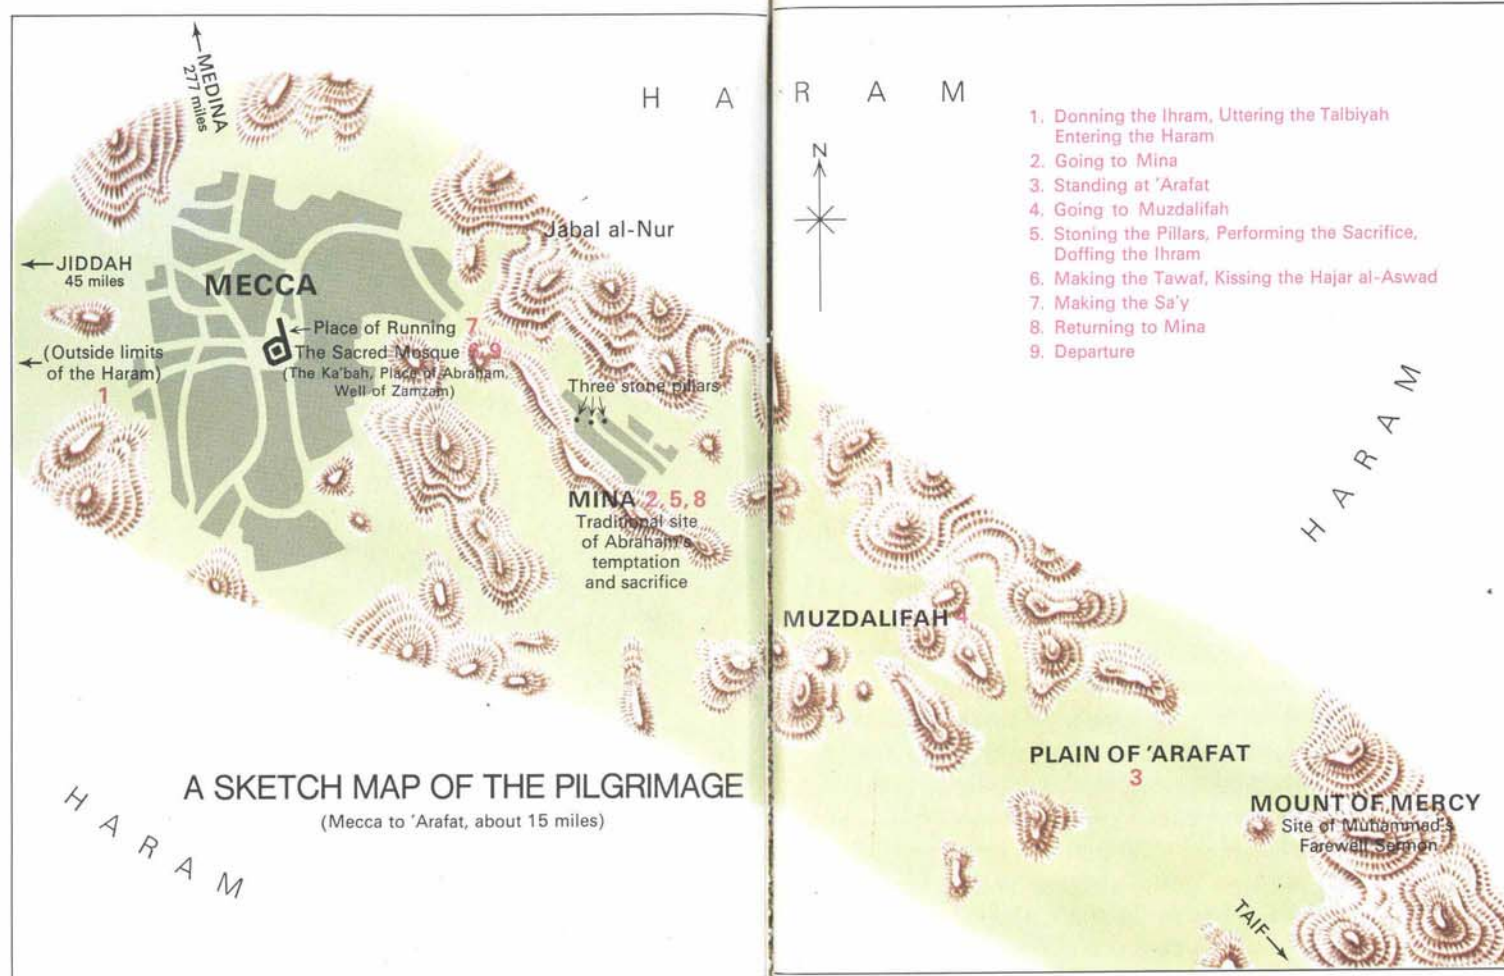 MEDINA
277 miles
H A R A M
N
1. Donning the Ihram, Uttering the Talbiyah
Entering the Haram
2. Going to Mina
3. Standing at 'Arafat
4. Going to Muzdalifah
5. Stoning the Pillars, Performing the Sacrifice,
Doffing the Ihram
6. Making the Tawaf, Kissing the Hajar al-Aswad
7. Making the Sa'y
8. Returning to Mina
9. Departure
Jabal al-Nur
JIDDAH
45 miles
MECCA
Place of Running 7
The Sacred Mosque 6,9
(The Ka'bah, Place of Abraham,
Well of Zamzam)
(Outside limits
of the Haram)
1
Three stone pillars
H A R A M
MINA 2, 5, 8
Traditional site
of Abraham's
temptation
and sacrifice
MUZDALIFAH 4
PLAIN OF 'ARAFAT
3
MOUNT OF MERCY
Site of Muhammad's
Farewell Sermon
A SKETCH MAP OF THE PILGRIMAGE
(Mecca to 'Arafat, about 15 miles)
H A R A M
TAIF